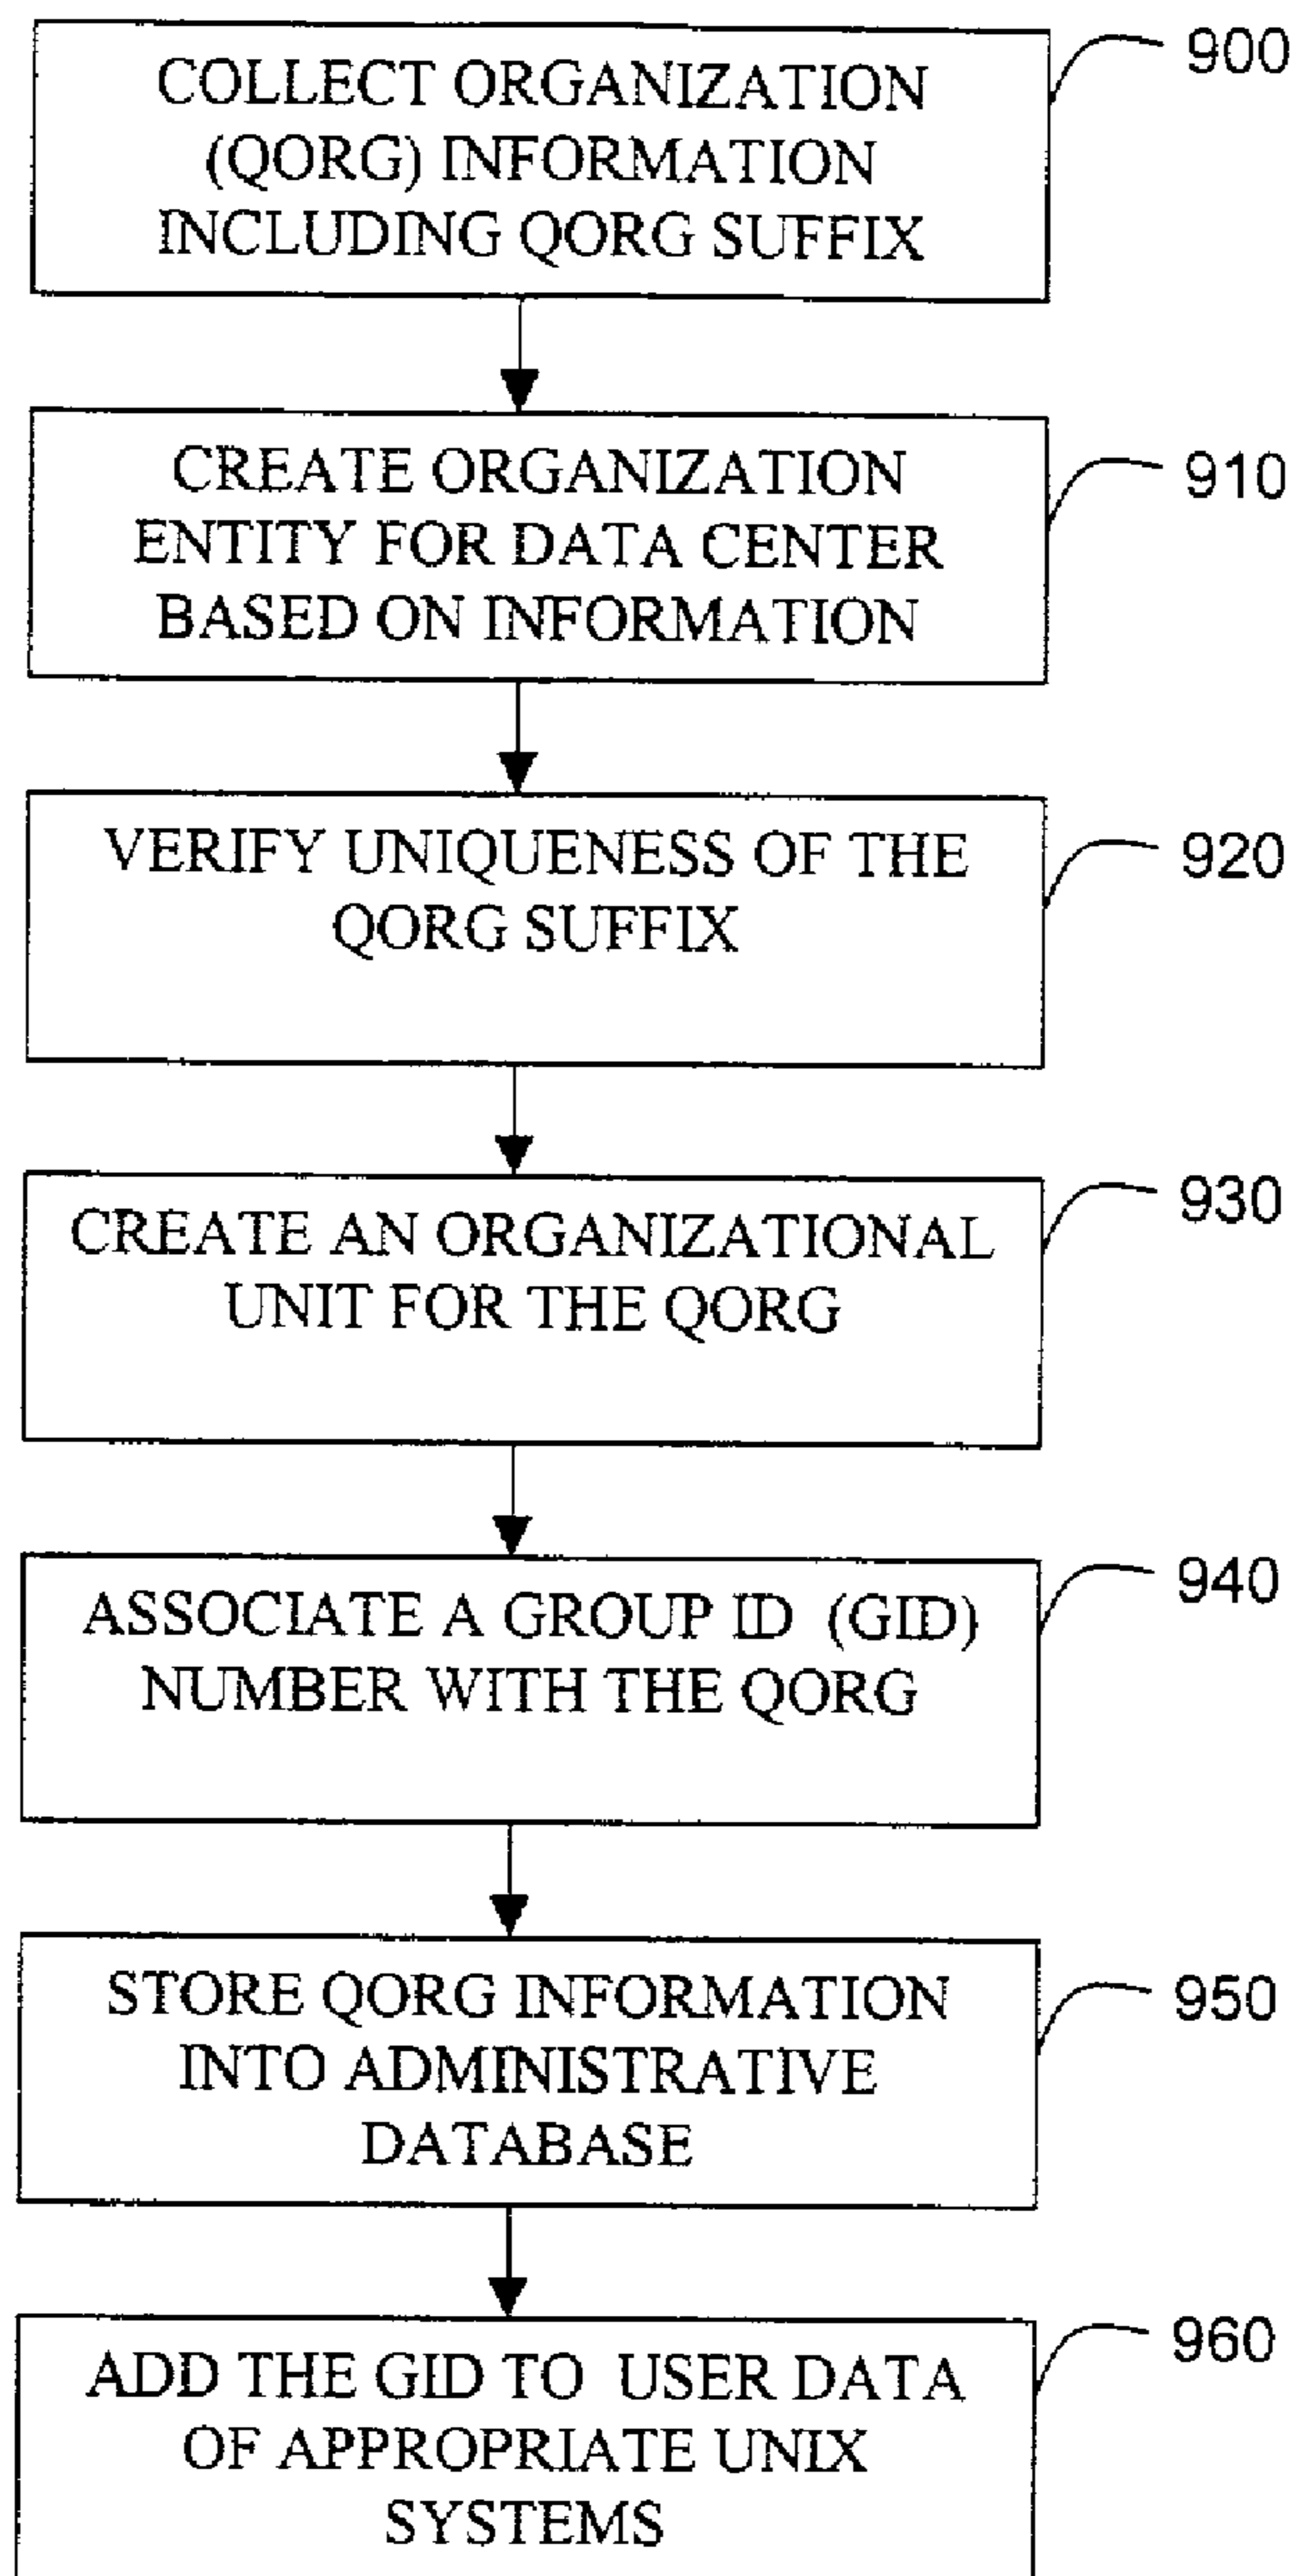 COLLECT ORGANIZATION
(QORG) INFORMATION
INCLUDING QORG SUFFIX
900
CREATE ORGANIZATION
ENTITY FOR DATA CENTER
BASED ON INFORMATION
910
VERIFY UNIQUENESS OF THE
QORG SUFFIX
920
CREATE AN ORGANIZATIONAL
UNIT FOR THE QORG
930
ASSOCIATE A GROUP ID (GID)
NUMBER WITH THE QORG
940
STORE QORG INFORMATION
INTO ADMINISTRATIVE
DATABASE
950
ADD THE GID TO USER DATA
OF APPROPRIATE UNIX
SYSTEMS
960